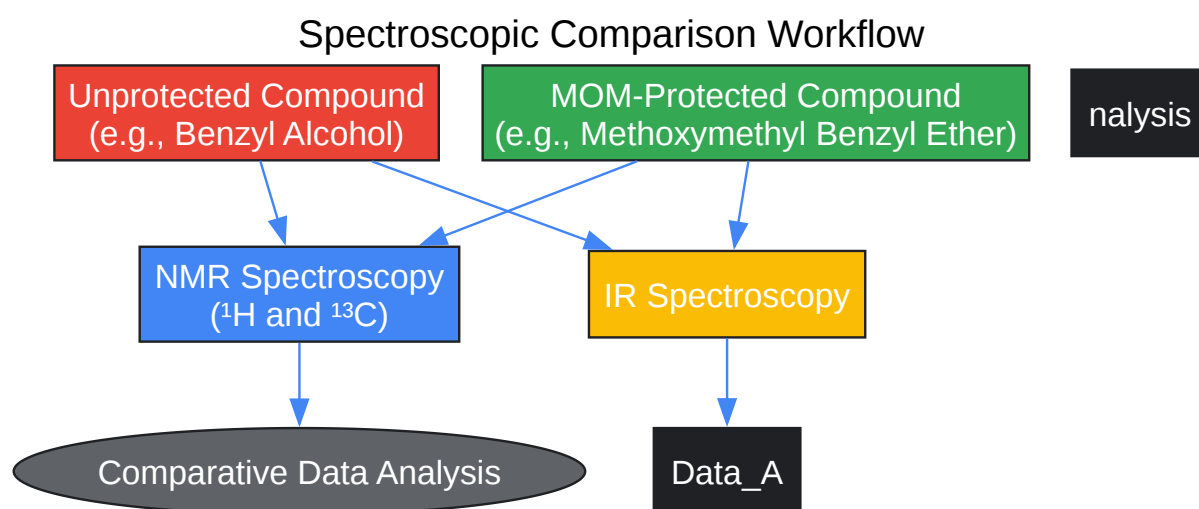 Spectroscopic Comparison Workflow
Unprotected Compound
(e.g., Benzyl Alcohol)
MOM-Protected Compound
(e.g., Methoxymethyl Benzyl Ether)
nalysis
NMR Spectroscopy
(¹H and ¹³C)
IR Spectroscopy
Comparative Data Analysis
Data_A